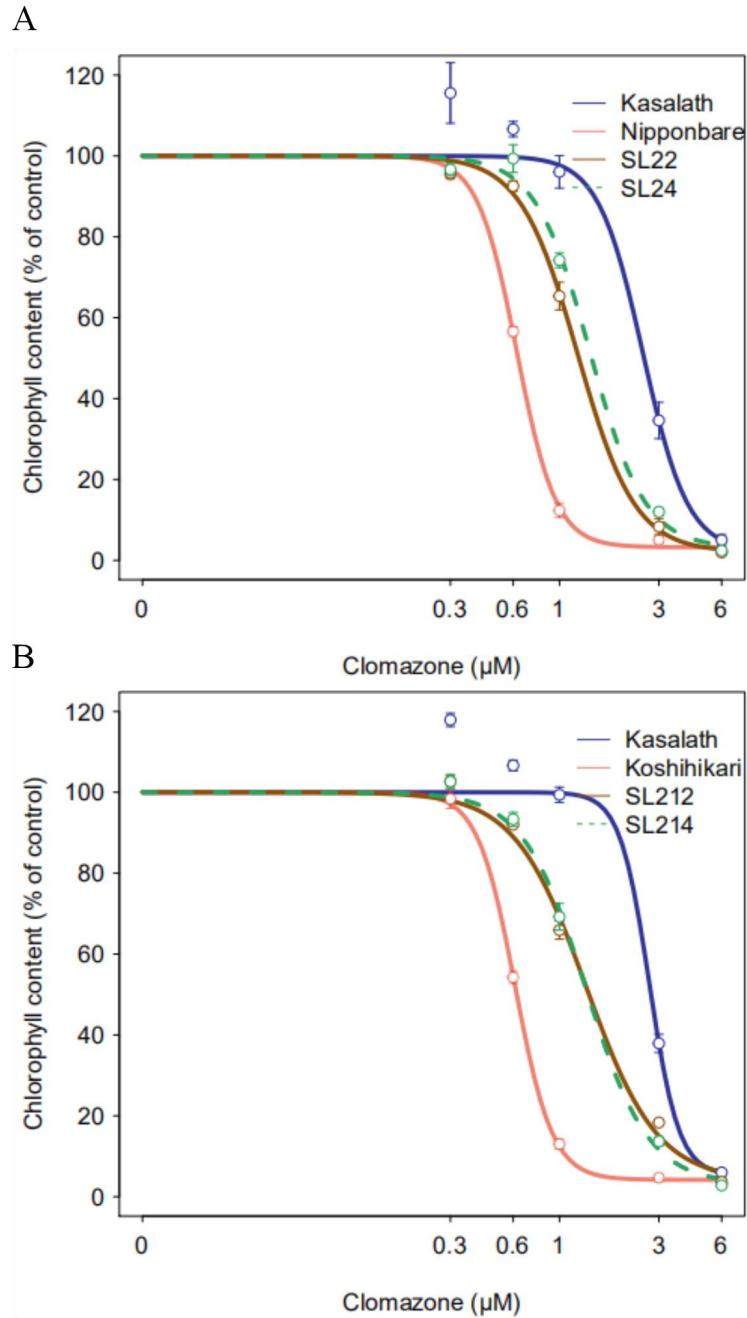 A
120
100
80
60
40
20
0
Chlorophyll content (% of control)
Kasalath
Nipponbare
SL22
SL24
0 0.3 0.6 1 3 6
Clomazone (µM)
B
120
100
80
60
40
20
0
Chlorophyll content (% of control)
Kasalath
Koshihikari
SL212
SL214
0 0.3 0.6 1 3 6
Clomazone (µM)